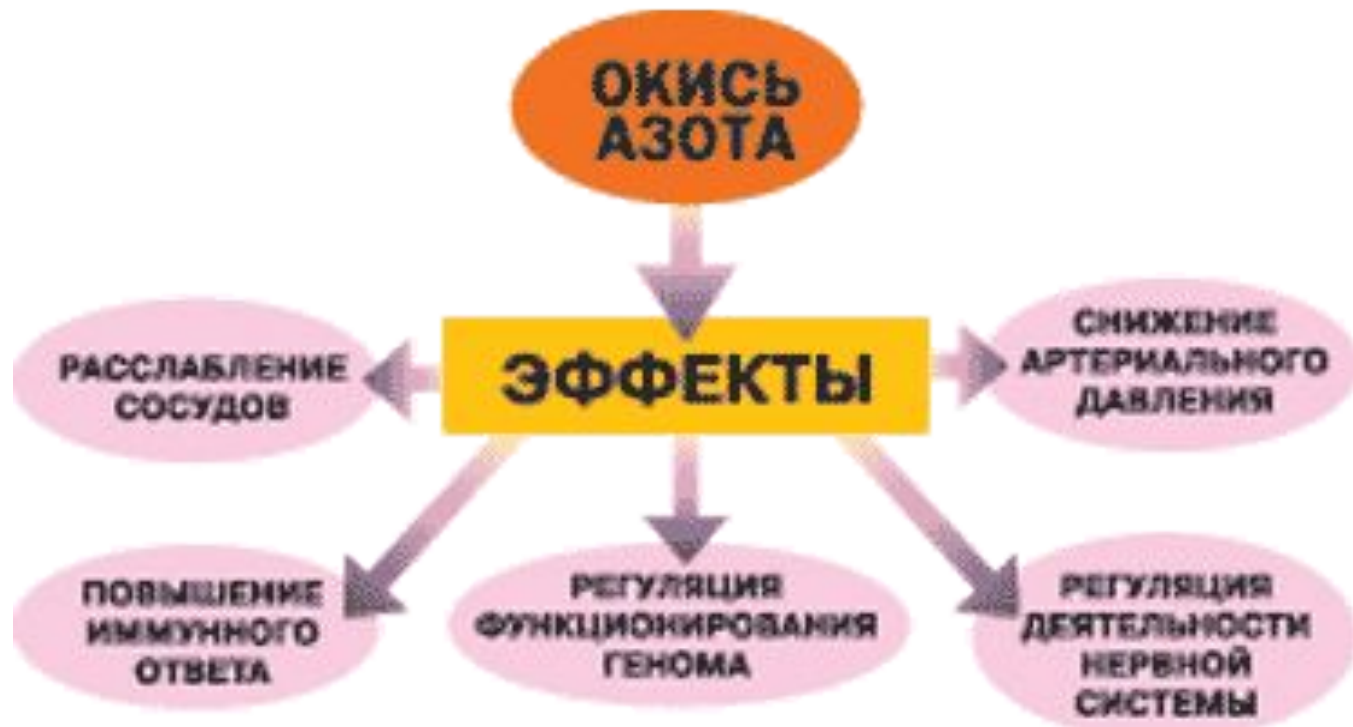 ОКИСЬ
АЗОТА
ЭФФЕКТЫ
РАССЛАБЛЕНИЕ
СОСУДОВ
СНИЖЕНИЕ
АРТЕРИАЛЬНОГО
ДАВЛЕНИЯ
ПОВЫШЕНИЕ
ИММУННОГО
ОТВЕТА
РЕГУЛЯЦИЯ
ФУНКЦИОНИРОВАНИЯ
ГЕНОМА
РЕГУЛЯЦИЯ
ДЕЯТЕЛЬНОСТИ
НЕРВНОЙ
СИСТЕМЫ